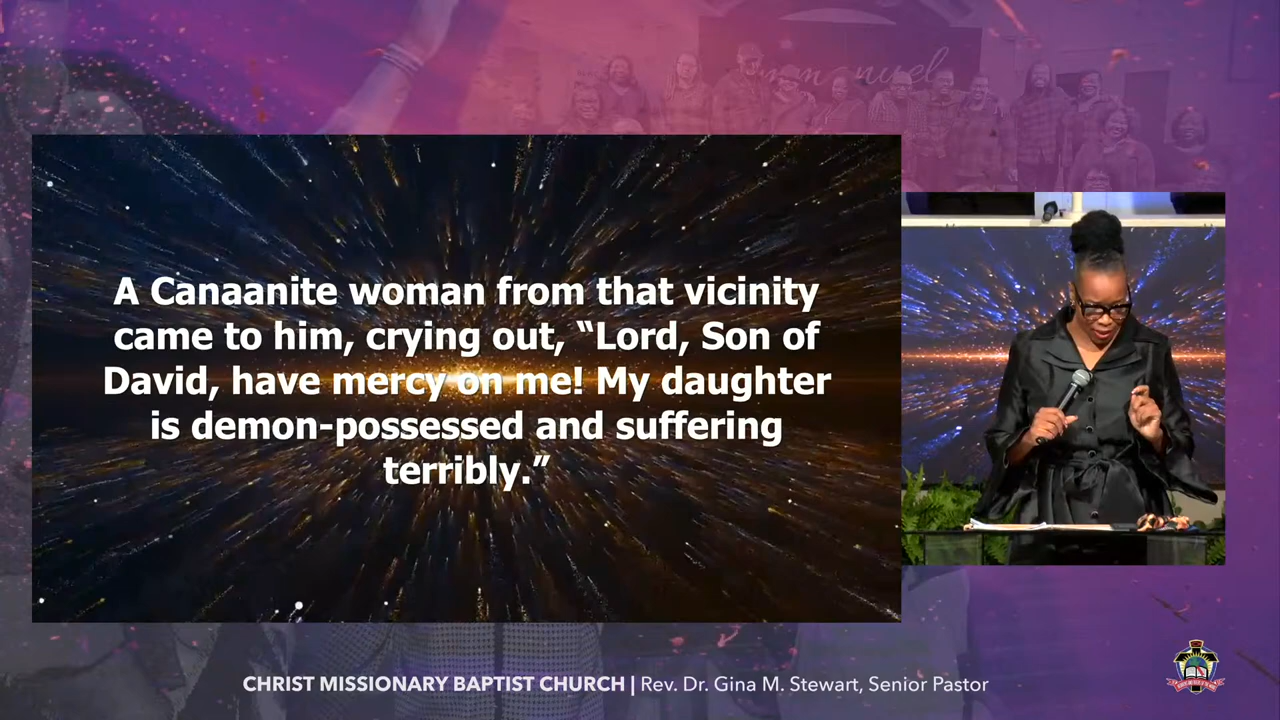 A Canaanite woman from that vicinity
came to him, crying out, “Lord, Son of
David, have mercy on me! My daughter
is demon-possessed and suffering
terribly.”
CHRIST MISSIONARY BAPTIST CHURCH | Rev. Dr. Gina M. Stewart, Senior Pastor